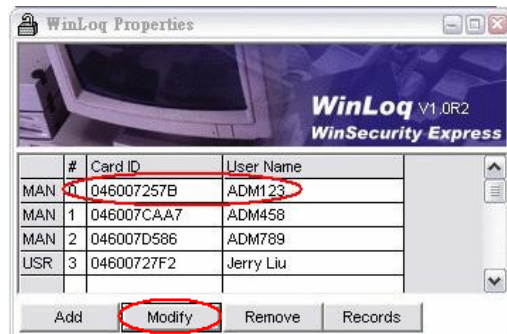 WinLoq Properties
WinLoq V1.0R2
WinSecurity Express
# Card ID User Name
MAN 0 046007257B ADM123
MAN 1 046007CAA7 ADM458
MAN 2 046007D586 ADM789
USR 3 04600727F2 Jerry Liu
Add Modify Remove Records